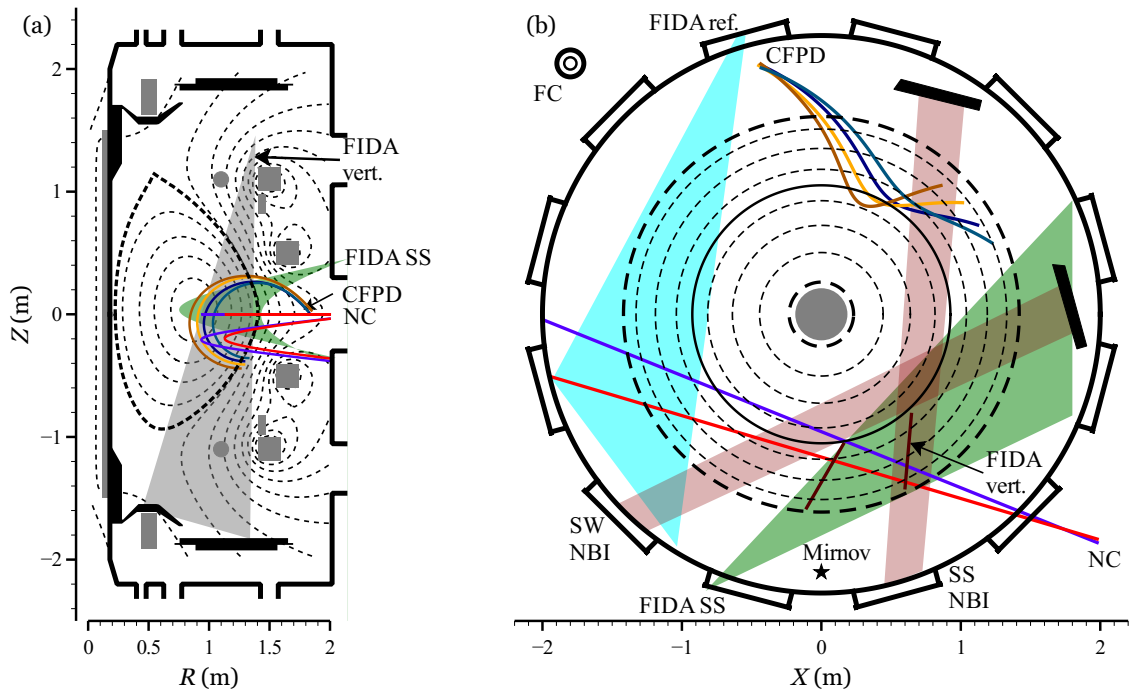 (a)
2
1
0
−1
−2
Z (m)
0
0.5
1
1.5
2
R (m)
FIDA
vert.
FIDA SS
CFPD
NC
(b)
FIDA ref.
FC
CFPD
FIDA
vert.
SW
NBI
Mirnov
NC
FIDA SS
SS
NBI
−2
−1
0
1
2
X (m)